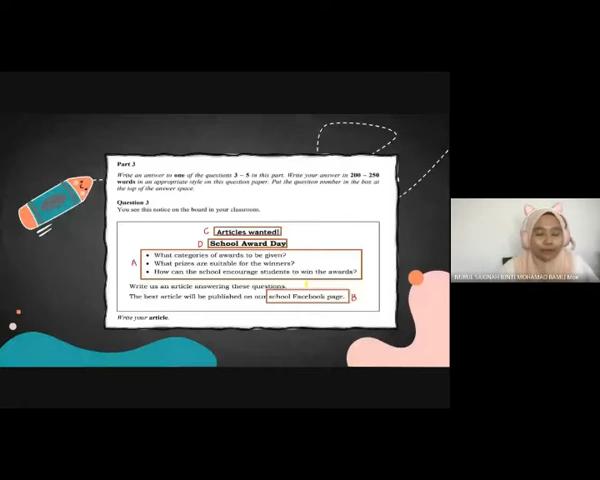 Part 3
Write an answer to one of the questions 3 – 5 in this part. Write your answer in 200 – 250
words in an appropriate style on this question paper. Put the question number in the box at
the top of the answer space.
Question 3
You see this notice on the board in your classroom.
C Articles wanted!
D School Award Day
A
• What categories of awards to be given?
• What prizes are suitable for the winners?
• How can the school encourage students to win the awards?
Write us an article answering these questions.
The best article will be published on our school Facebook page. B
Write your article.